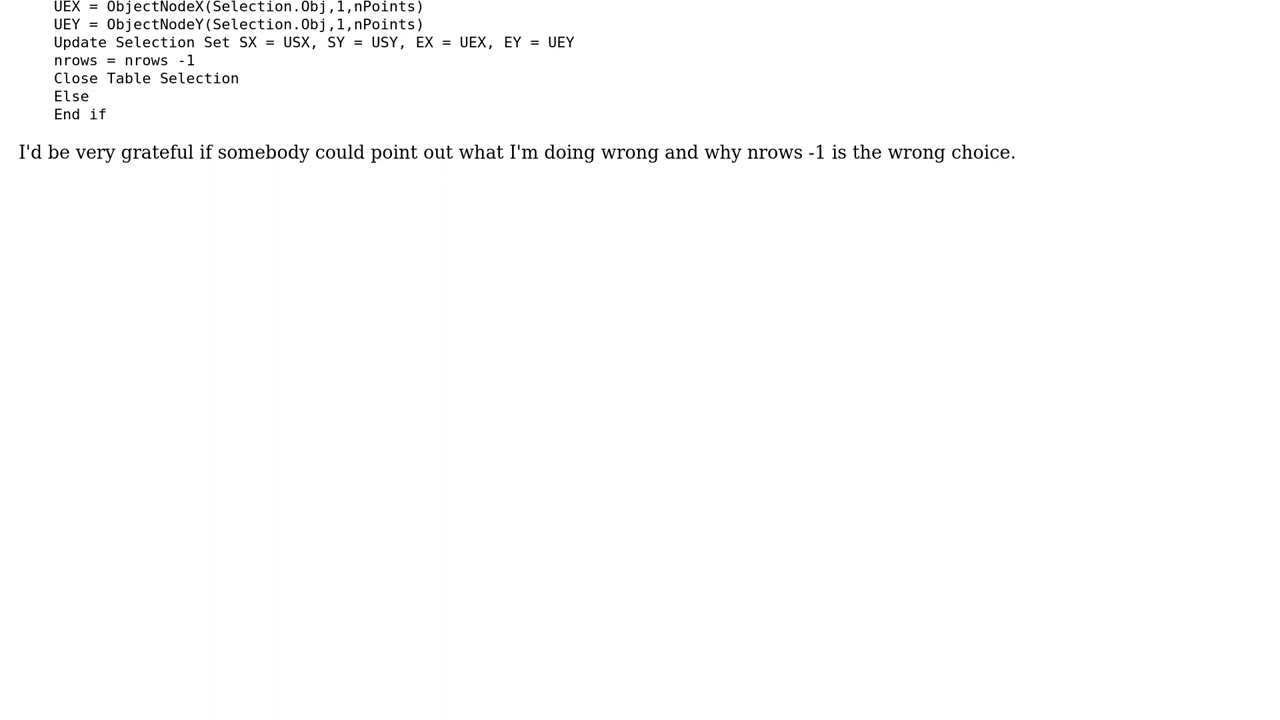 UEX = ObjectNodeX(Selection.Obj,1,nPoints)
UEY = ObjectNodeY(Selection.Obj,1,nPoints)
Update Selection Set SX = USX, SY = USY, EX = UEX, EY = UEY
nrows = nrows -1
Close Table Selection
Else
End if
I'd be very grateful if somebody could point out what I'm doing wrong and why nrows -1 is the wrong choice.